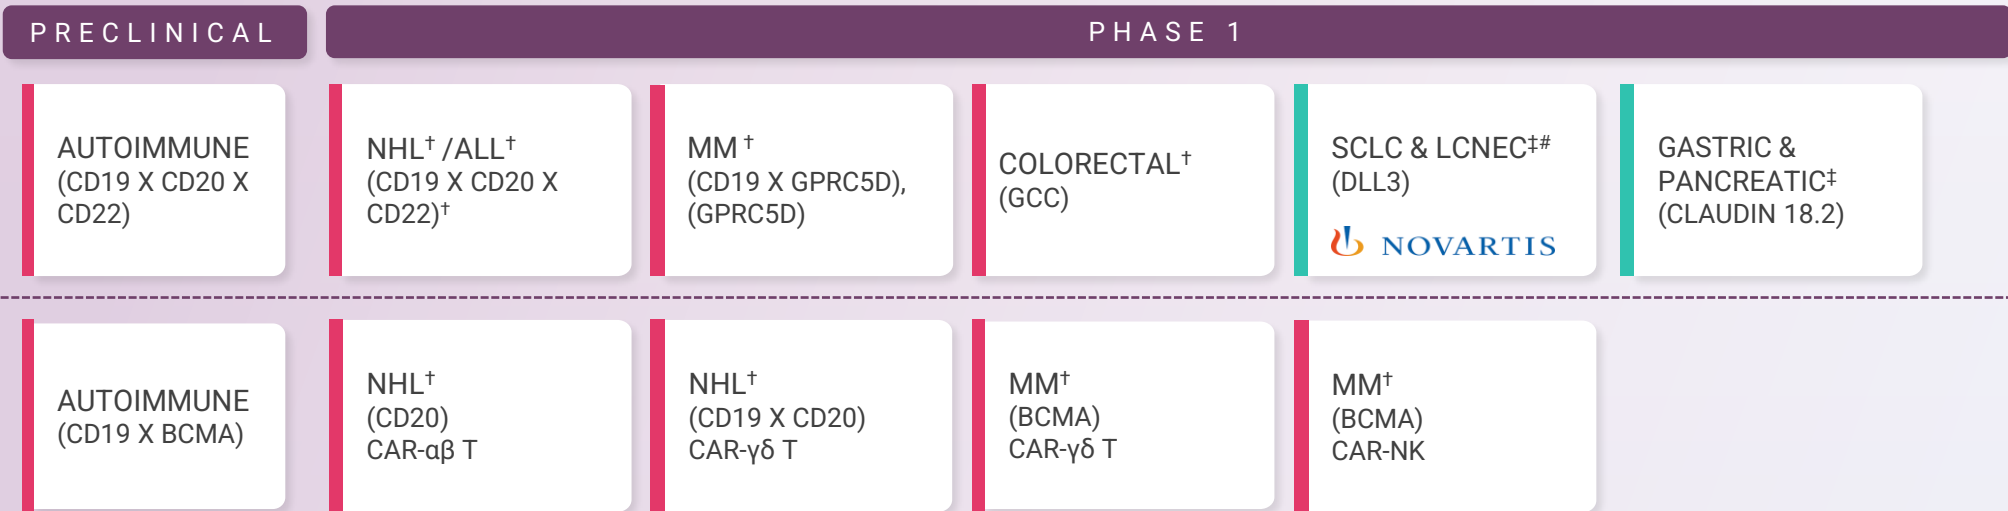 PRECLINICAL
PHASE 1
AUTOIMMUNE
(CD19 X CD20 X
CD22)
NHL† /ALL†
(CD19 X CD20 X
CD22)†
MM †
(CD19 X GPRC5D),
(GPRC5D)
COLORECTAL†
(GCC)
SCLC & LCNEC‡#
(DLL3)
NOVARTIS
GASTRIC &
PANCREATIC‡
(CLAUDIN 18.2)
AUTOIMMUNE
(CD19 X BCMA)
NHL†
(CD20)
CAR-αβ T
NHL†
(CD19 X CD20)
CAR-γδ T
MM†
(BCMA)
CAR-γδ T
MM†
(BCMA)
CAR-NK